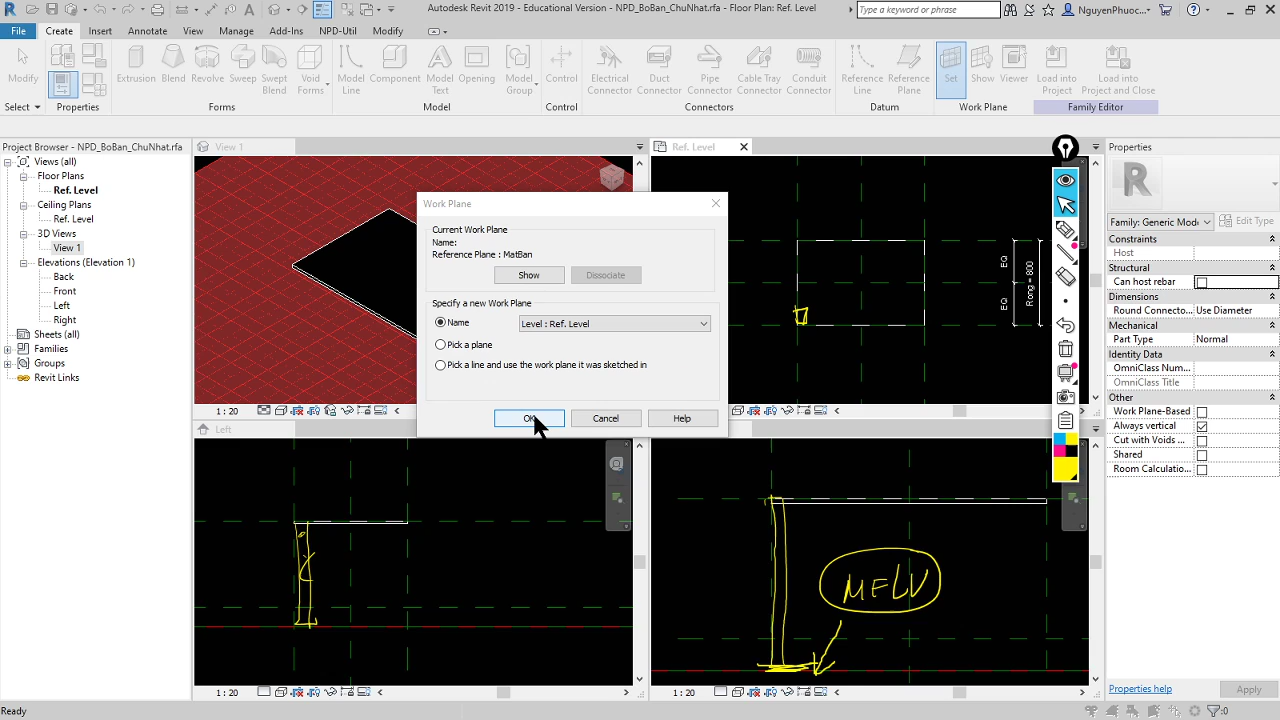 Autodesk Revit 2019 - Educational Version - NPD_BoBan_ChuNhat.rfa - Floor Plan: Ref. Level
Type a keyword or phrase
NguyenPhuoc...
File Create Insert Annotate View Manage Add-Ins NPD-Util Modify
Modify Extrusion Blend Revolve Sweep Swept Blend Void Forms Model Line Component Model Text Opening Model Group Control Electrical Connector Duct Connector Pipe Connector Cable Tray Connector Conduit Connector Reference Line Reference Plane Set Show Viewer Load into Project Load into Project and Close
Select Properties Forms Model Control Connectors Datum Work Plane Family Editor
Project Browser - NPD_BoBan_ChuNhat.rfa
Views (all)
Floor Plans
Ref. Level
Ceiling Plans
Ref. Level
3D Views
View 1
Elevations (Elevation 1)
Back
Front
Left
Right
Sheets (all)
Families
Groups
Revit Links
View 1
Ref. Level
Work Plane
Current Work Plane
Name:
Reference Plane : MatBan
Show Dissociate
Specify a new Work Plane
Name Level : Ref. Level
Pick a plane
Pick a line and use the work plane it was sketched in
OK Cancel Help
EQ
EQ
Rong = 800
1 : 20
1 : 20
Left
MFLV
1 : 20
1 : 20
Properties
R
Family: Generic Mode Edit Type
Constraints
Host
Structural
Can host rebar
Dimensions
Round Connecto... Use Diameter
Mechanical
Part Type Normal
Identity Data
OmniClass Num...
OmniClass Title
Other
Work Plane-Based
Always vertical
Cut with Voids ...
Shared
Room Calculatio...
Properties help Apply
Ready
:0